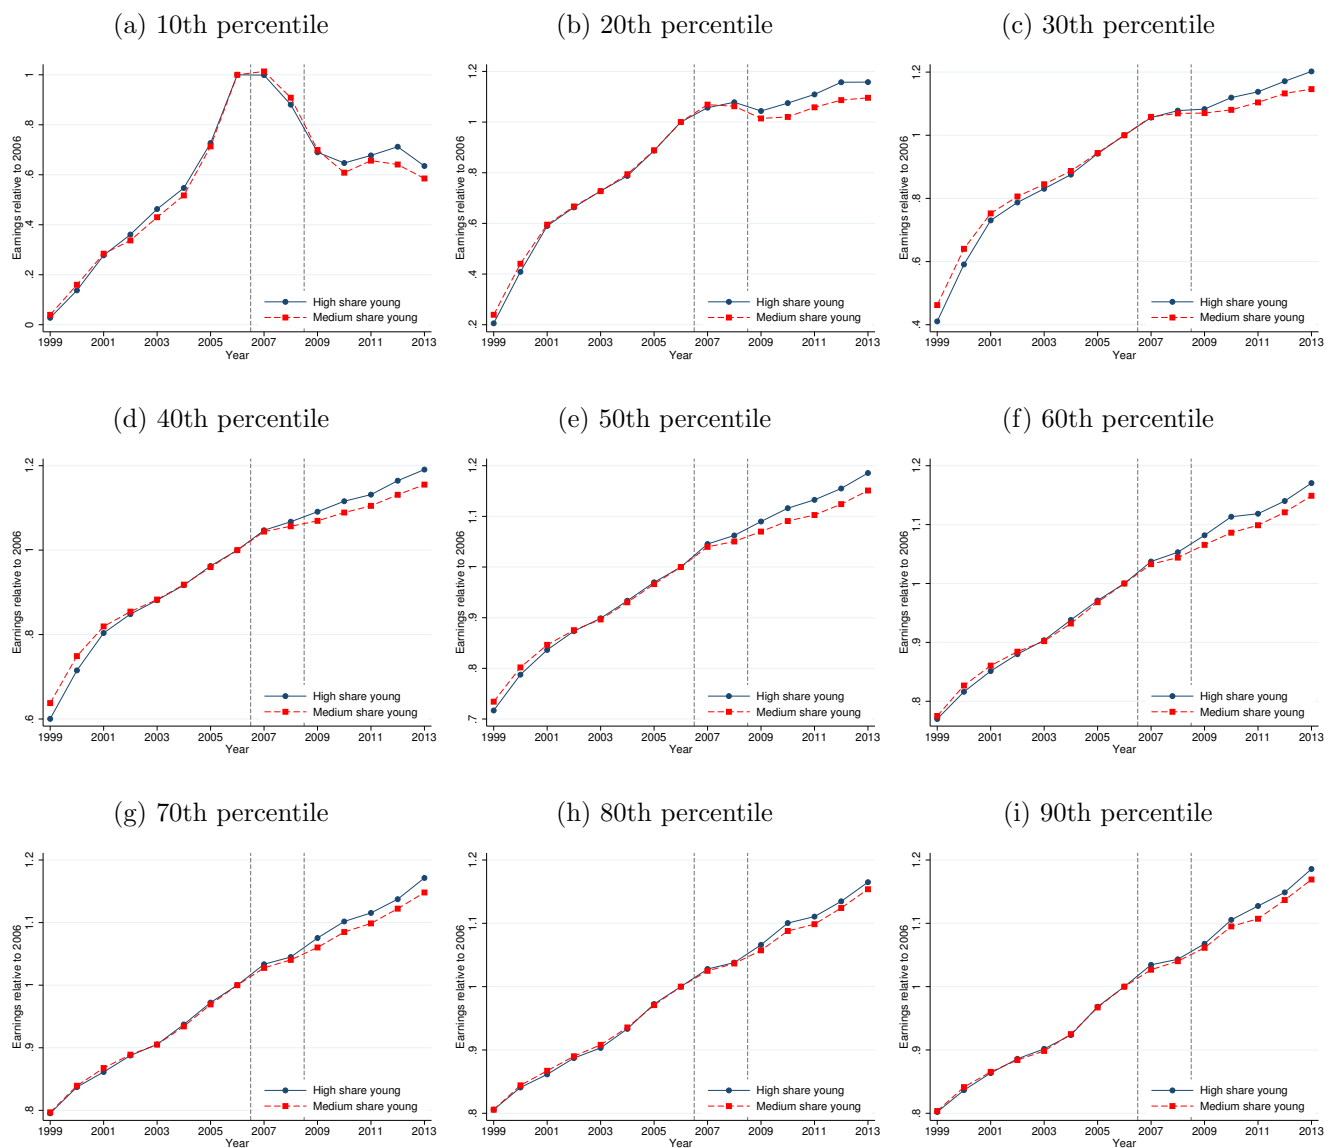 (a) 10th percentile
Earnings relative to 2006
0 .2 .4 .6 .8 1
1999 2001 2003 2005 2007 2009 2011 2013
Year
High share young
Medium share young
(b) 20th percentile
Earnings relative to 2006
.2 .4 .6 .8 1 1.2
1999 2001 2003 2005 2007 2009 2011 2013
Year
High share young
Medium share young
(c) 30th percentile
Earnings relative to 2006
.4 .6 .8 1 1.2
1999 2001 2003 2005 2007 2009 2011 2013
Year
High share young
Medium share young
(d) 40th percentile
Earnings relative to 2006
.6 .8 1 1.2
1999 2001 2003 2005 2007 2009 2011 2013
Year
High share young
Medium share young
(e) 50th percentile
Earnings relative to 2006
.7 .8 .9 1 1.1 1.2
1999 2001 2003 2005 2007 2009 2011 2013
Year
High share young
Medium share young
(f) 60th percentile
Earnings relative to 2006
.8 .9 1 1.1 1.2
1999 2001 2003 2005 2007 2009 2011 2013
Year
High share young
Medium share young
(g) 70th percentile
Earnings relative to 2006
.8 .9 1 1.1 1.2
1999 2001 2003 2005 2007 2009 2011 2013
Year
High share young
Medium share young
(h) 80th percentile
Earnings relative to 2006
.8 .9 1 1.1 1.2
1999 2001 2003 2005 2007 2009 2011 2013
Year
High share young
Medium share young
(i) 90th percentile
Earnings relative to 2006
.8 .9 1 1.1 1.2
1999 2001 2003 2005 2007 2009 2011 2013
Year
High share young
Medium share young